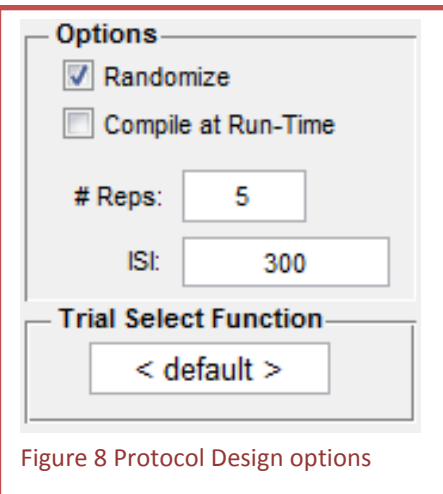 Options
Randomize
Compile at Run-Time
# Reps: 5
ISI: 300
Trial Select Function
< default >
Figure 8 Protocol Design options